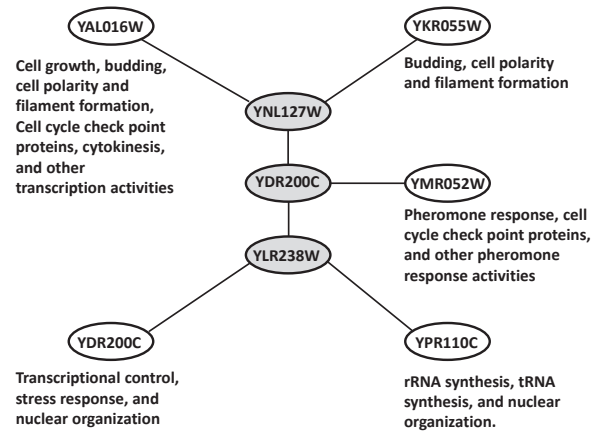 YAL016W
YKR055W
Cell growth, budding,
cell polarity and
filament formation,
Cell cycle check point
proteins, cytokinesis,
and other
transcription activities
Budding, cell polarity
and filament formation
YNL127W
YDR200C
YMR052W
Pheromone response, cell
cycle check point proteins,
and other pheromone
response activities
YLR238W
YDR200C
YPR110C
Transcriptional control,
stress response, and
nuclear organization
rRNA synthesis, tRNA
synthesis, and nuclear
organization.